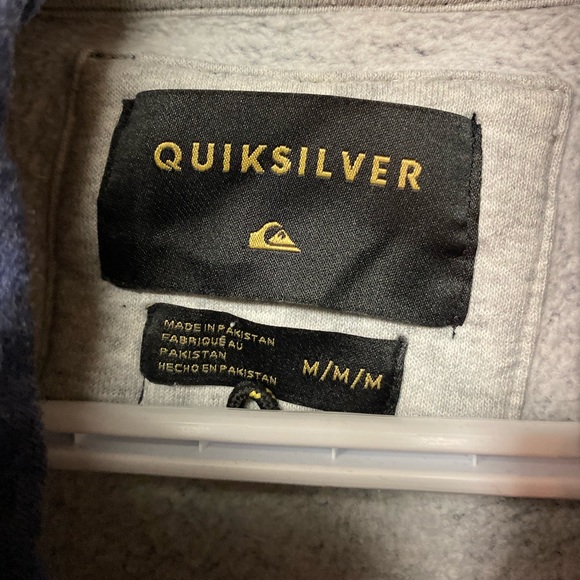 QUIKSILVER
MADE IN PAKISTAN
FABRIQUÉ AU
PAKISTAN
HECHO EN PAKISTAN
M/M/M